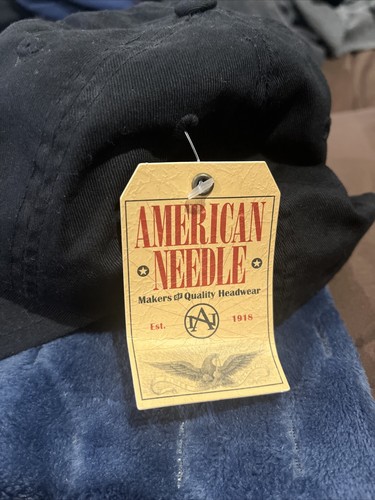 AMERICAN
NEEDLE
Makers of Quality Headwear
AN
Est. 1918